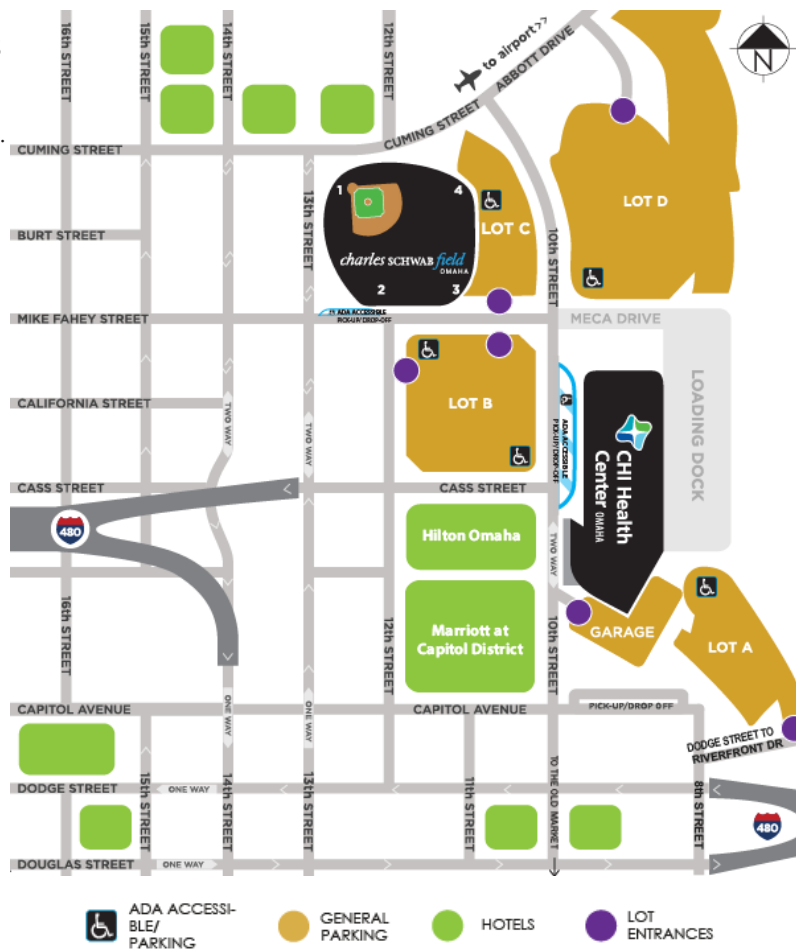 16th STREET
15th STREET
14th STREET
12th STREET
to airport>>
ABBOTT DRIVE
CUMING STREET
N
CUMING STREET
13th STREET
1
4
LOT C
LOT D
BURT STREET
charles SCHWAB field
OMAHA
2
3
10th STREET
MIKE FAHEY STREET
ADA ACCESSIBLE
PICK-UP/DROP-OFF
MECA DRIVE
CALIFORNIA STREET
TWO WAY
TWO WAY
LOT B
ADA ACCESSIBLE
PICK-UP/DROP-OFF
CHI Health
Center OMAHA
LOADING DOCK
CASS STREET
CASS STREET
480
Hilton Omaha
TWO WAY
16th STREET
12th STREET
Marriott at
Capitol District
10th STREET
GARAGE
LOT A
CAPITOL AVENUE
ONE WAY
ONE WAY
CAPITOL AVENUE
PICK-UP/DROP OFF
DODGE STREET TO
RIVERFRONT DR
15th STREET
14th STREET
13th STREET
11th STREET
TO THE OLD MARKET
8th STREET
DODGE STREET
ONE WAY
480
DOUGLAS STREET
ONE WAY
ADA ACCESSI-
BLE/
PARKING
GENERAL
PARKING
HOTELS
LOT
ENTRANCES